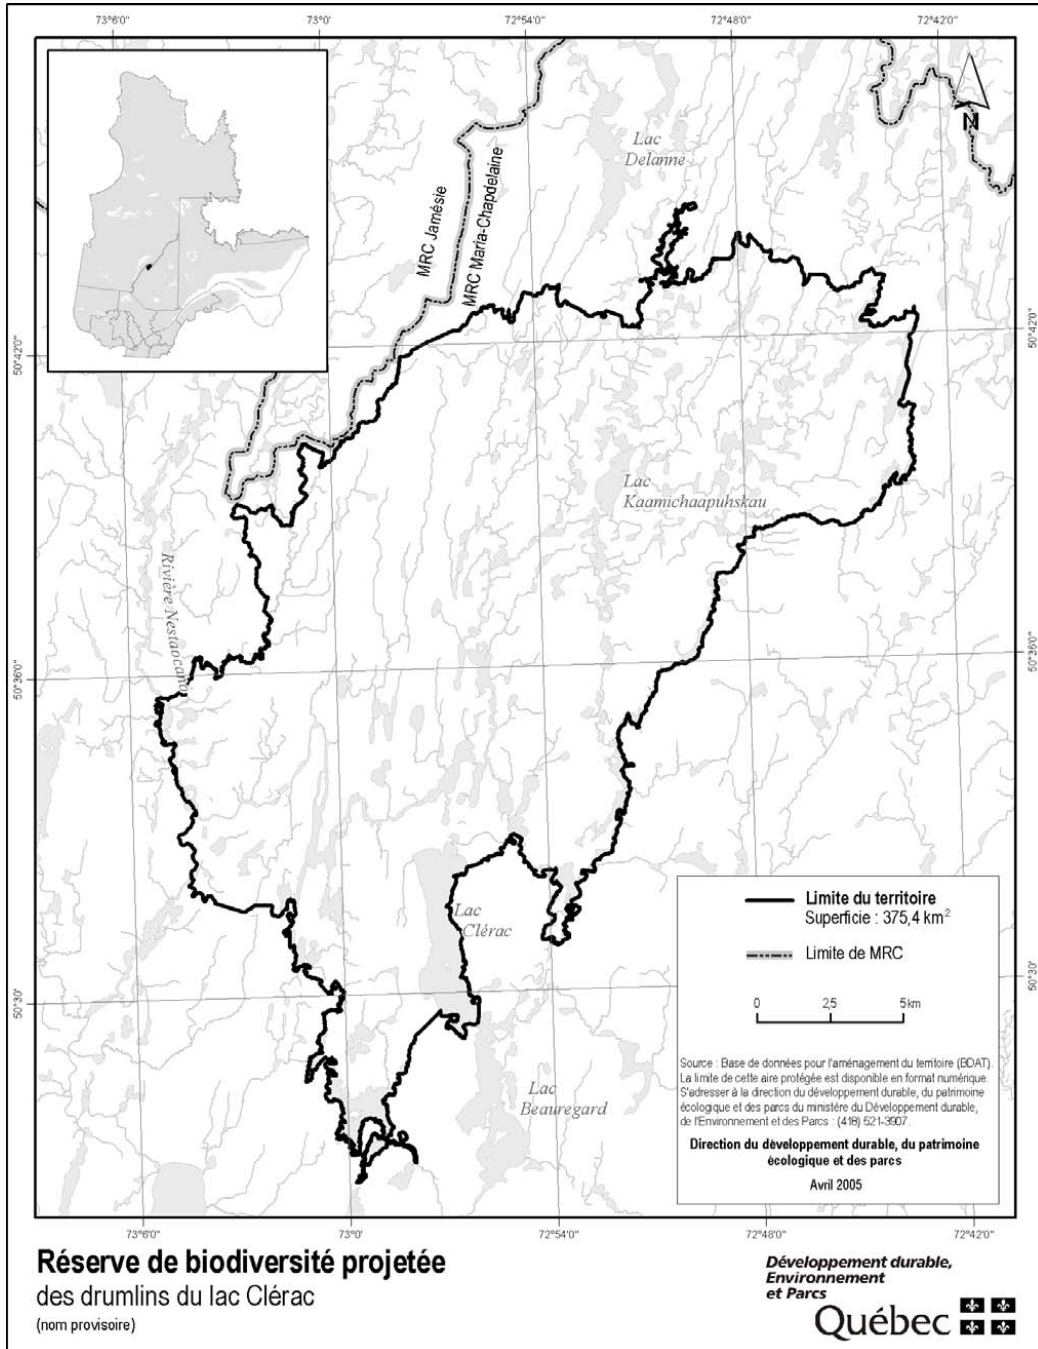 73°6'0"
73°0'
72°54'0"
72°48'0"
72°42'0"
N
Lac
Delanne
MRC Jamésie
MRC Maria-Chapdelaine
50°42'0"
50°42'0"
Lac
Kaamichaapuhskau
Rivière Nestaocano
50°36'0"
50°36'0"
Lac
Clérac
Limite du territoire
Superficie : 375,4 km²
Limite de MRC
50°30'
50°30'
0 25 5km
Source : Base de données pour l'aménagement du territoire (BDAT).
La limite de cette aire protégée est disponible en format numérique.
S'adresser à la direction du développement durable, du patrimoine
écologique et des parcs du ministère du Développement durable,
de l'Environnement et des Parcs : (418) 521-3907.
Lac
Beauregard
Direction du développement durable, du patrimoine
écologique et des parcs
Avril 2005
73°6'0"
73°0'
72°54'0"
72°48'0"
72°42'0"
Réserve de biodiversité projetée
des drumlins du lac Clérac
(nom provisoire)
Développement durable,
Environnement
et Parcs
Québec